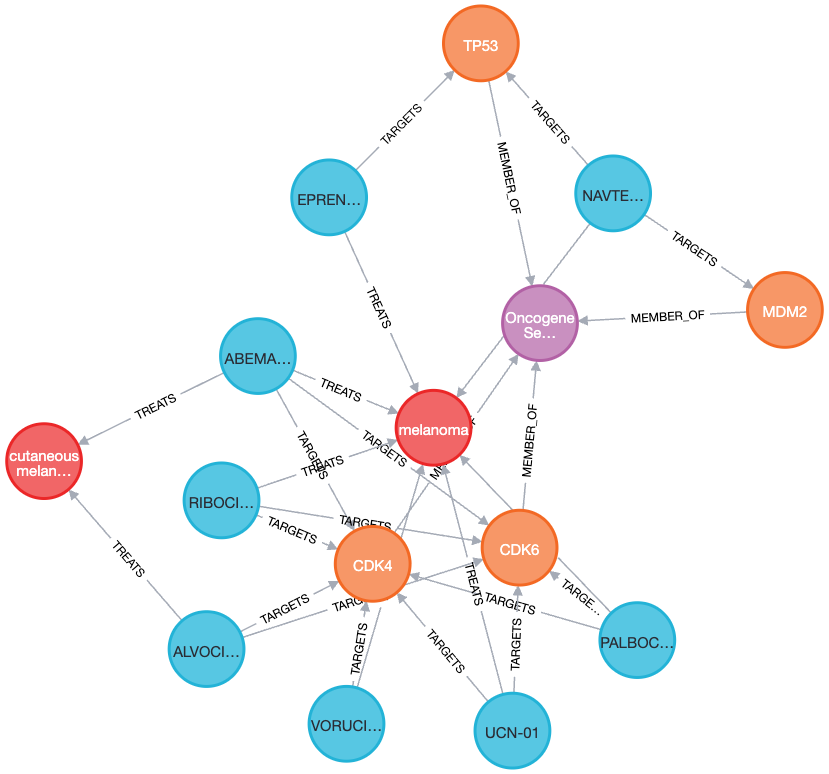 TP53
TARGETS
TARGETS
MEMBER_OF
EPREN...
NAVTE...
TARGETS
TREATS
Oncogene
Se...
MEMBER_OF
MDM2
ABEMA...
TREATS
TREATS
melanoma
MEMBER_OF
cutaneous
melan...
TARGETS
TARGETS
TREATS
RIBOCI...
TARGETS
TARGETS
CDK4
CDK6
TREATS
TARGETS
TREATS
TARGETS
TARGE...
ALVOCI...
TARGETS
TARGETS
TARGETS
PALBOC...
VORUCI...
UCN-01